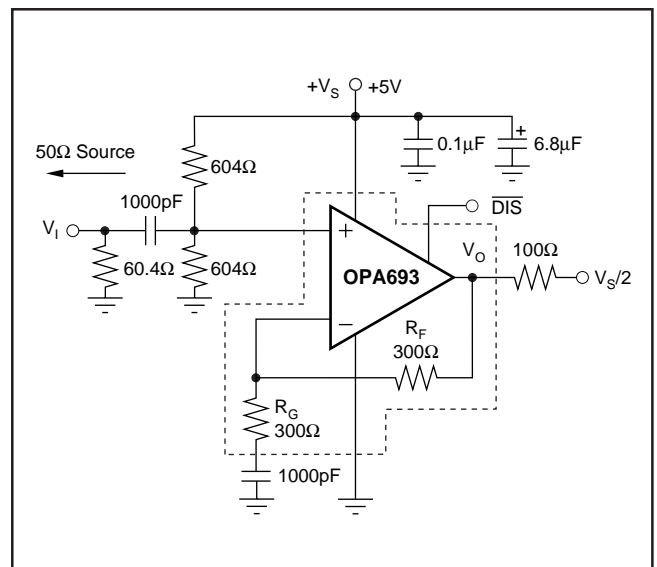 +V_S +5V
50Ω Source
604Ω
0.1µF
+
6.8µF
1000pF
D̅I̅S̅
V_I
+
V_O
100Ω
60.4Ω
604Ω
OPA693
V_S/2
−
R_F
300Ω
R_G
300Ω
1000pF